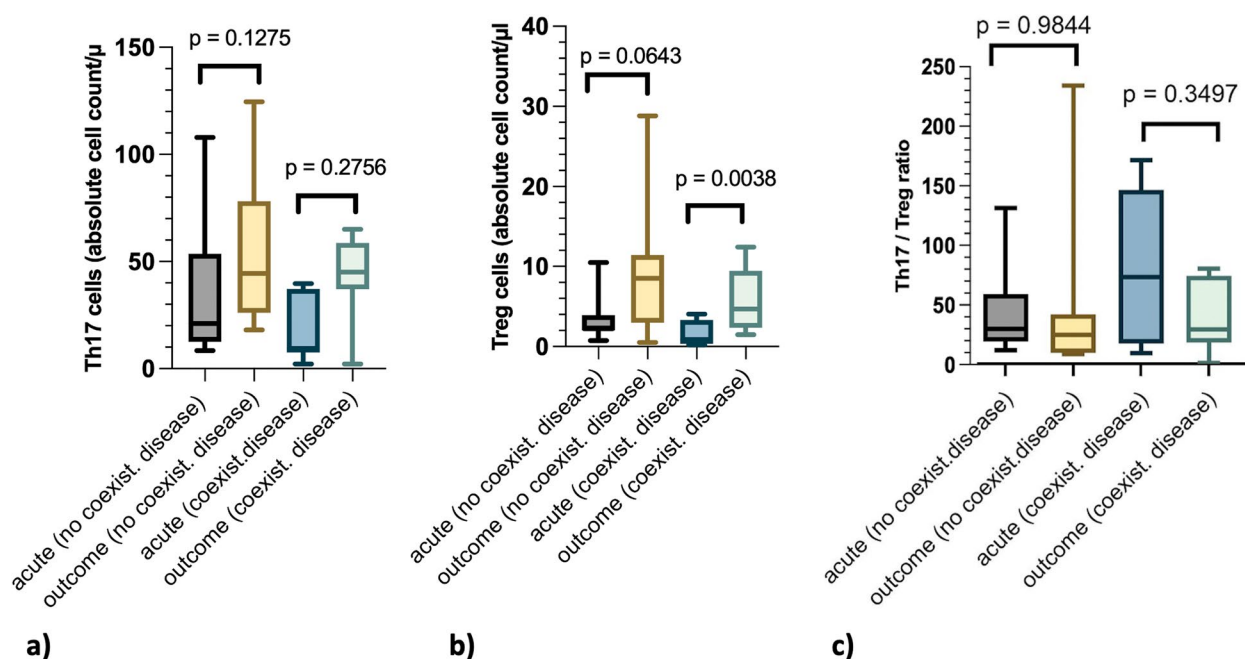 Th17 cells (absolute cell count/µ
p = 0.1275
p = 0.2756
150
100
50
0
acute (no coexist. disease)
outcome (no coexist. disease)
acute (coexist.disease)
outcome (coexist. disease)
a)
Treg cells (absolute cell count/µl
p = 0.0643
p = 0.0038
40
30
20
10
0
acute (no coexist. disease)
outcome (no coexist. disease)
acute (coexist. disease)
outcome (coexist. disease)
b)
Th17 / Treg ratio
p = 0.9844
p = 0.3497
250
200
150
100
50
0
acute (no coexist.disease)
outcome (no coexist.disease)
acute (coexist. disease)
outcome (coexist. disease)
c)